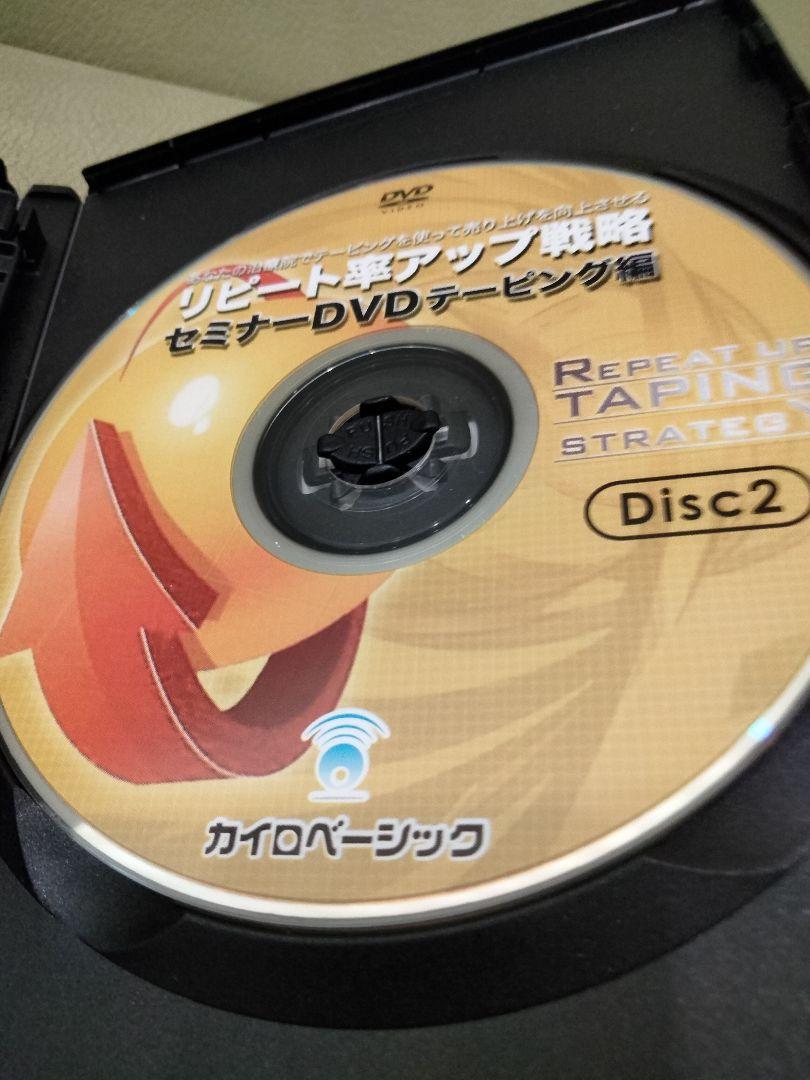 DVD
VIDEO
あなたの治療院でテーピングを使って売り上げを向上させる
リピート率アップ戦略
セミナーDVDテーピング編
REPEAT UP
TAPING
STRATEGY
Disc2
PUSH
PUSH
カイロベーシック